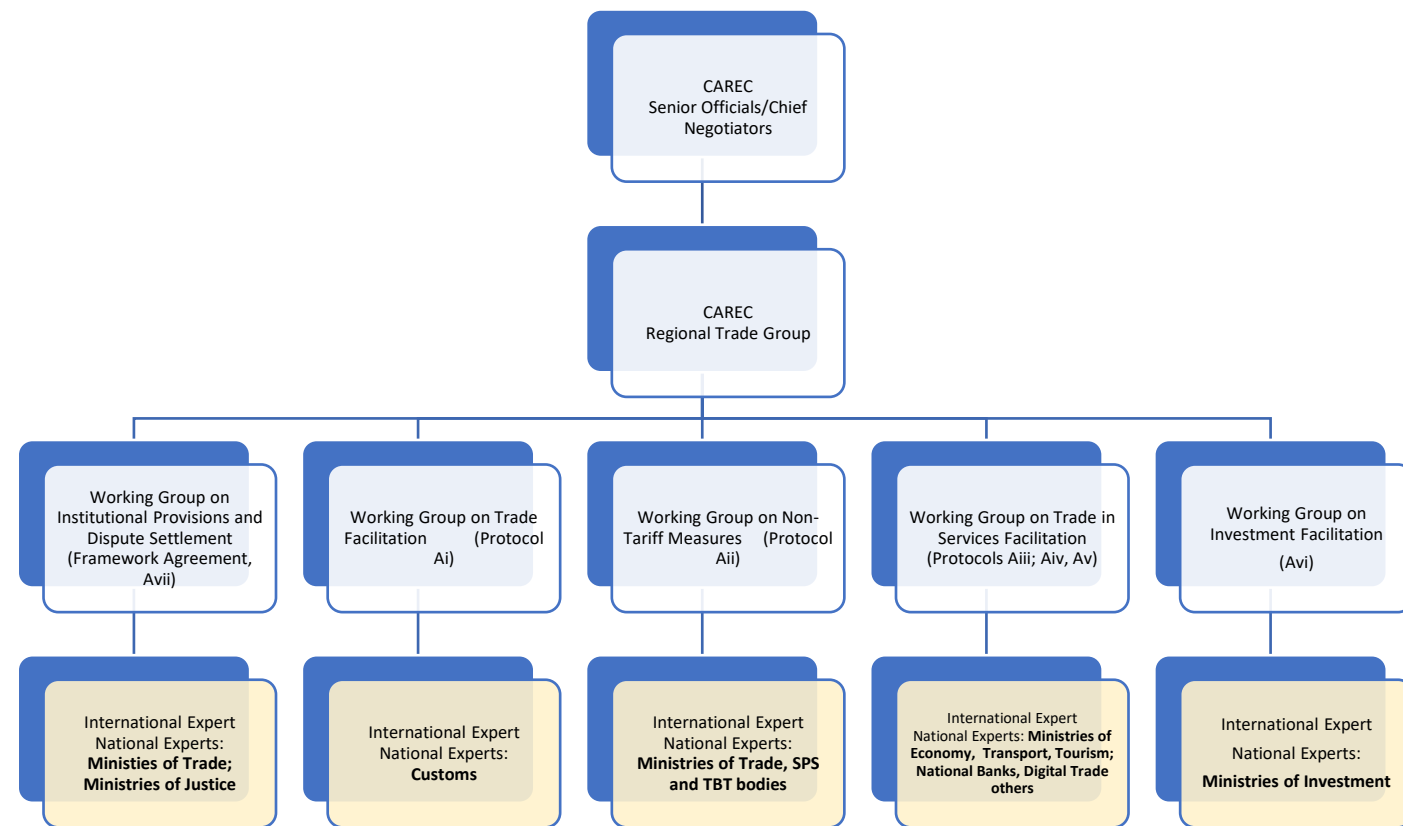 CAREC
Senior Officials/Chief
Negotiators
CAREC
Regional Trade Group
Working Group on
Institutional Provisions and
Dispute Settlement
(Framework Agreement,
Avii)
Working Group on Trade
Facilitation (Protocol
Ai)
Working Group on Non-
Tariff Measures (Protocol
Aii)
Working Group on Trade in
Services Facilitation
(Protocols Aiii; Aiv, Av)
Working Group on
Investment Facilitation
(Avi)
International Expert
National Experts:
Ministies of Trade;
Ministries of Justice
International Expert
National Experts:
Customs
International Expert
National Experts:
Ministries of Trade, SPS
and TBT bodies
International Expert
National Experts: Ministries of
Economy, Transport, Tourism;
National Banks, Digital Trade
others
International Expert
National Experts:
Ministries of Investment